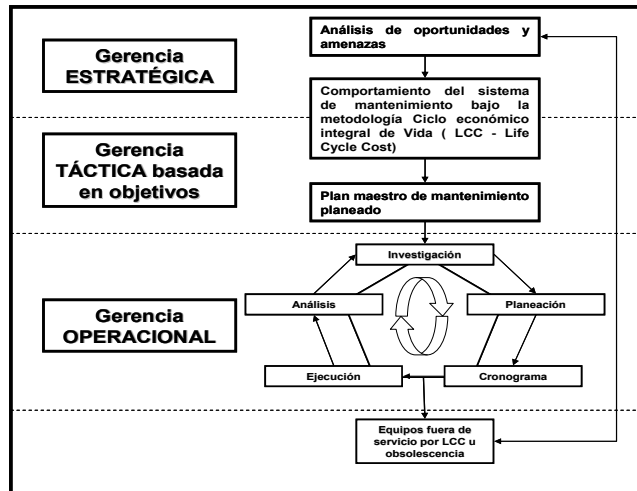 Gerencia
ESTRATÉGICA
Análisis de oportunidades y
amenazas
Comportamiento del sistema
de mantenimiento bajo la
metodología Ciclo económico
integral de Vida ( LCC - Life
Cycle Cost)
Gerencia
TÁCTICA basada
en objetivos
Plan maestro de mantenimiento
planeado
Gerencia
OPERACIONAL
Investigación
Análisis
Planeación
Ejecución
Cronograma
Equipos fuera de
servicio por LCC u
obsolescencia